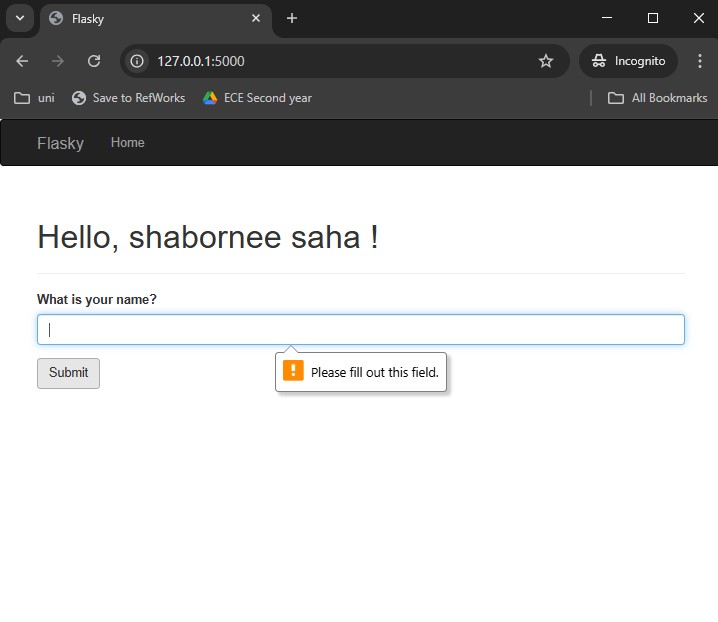 Flasky
127.0.0.1:5000
Incognito
uni
Save to RefWorks
ECE Second year
All Bookmarks
Flasky
Home
Hello, shabornee saha !
What is your name?
Please fill out this field.
Submit